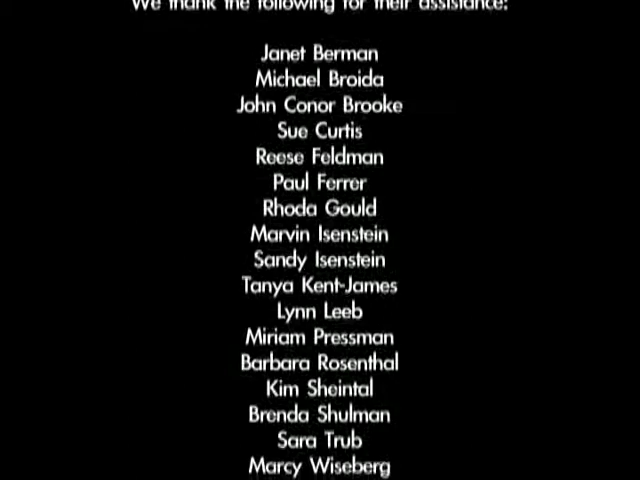 We thank the following for their assistance:
Janet Berman
Michael Broida
John Conor Brooke
Sue Curtis
Reese Feldman
Paul Ferrer
Rhoda Gould
Marvin Isenstein
Sandy Isenstein
Tanya Kent-James
Lynn Leeb
Miriam Pressman
Barbara Rosenthal
Kim Sheintal
Brenda Shulman
Sara Trub
Marcy Wiseberg